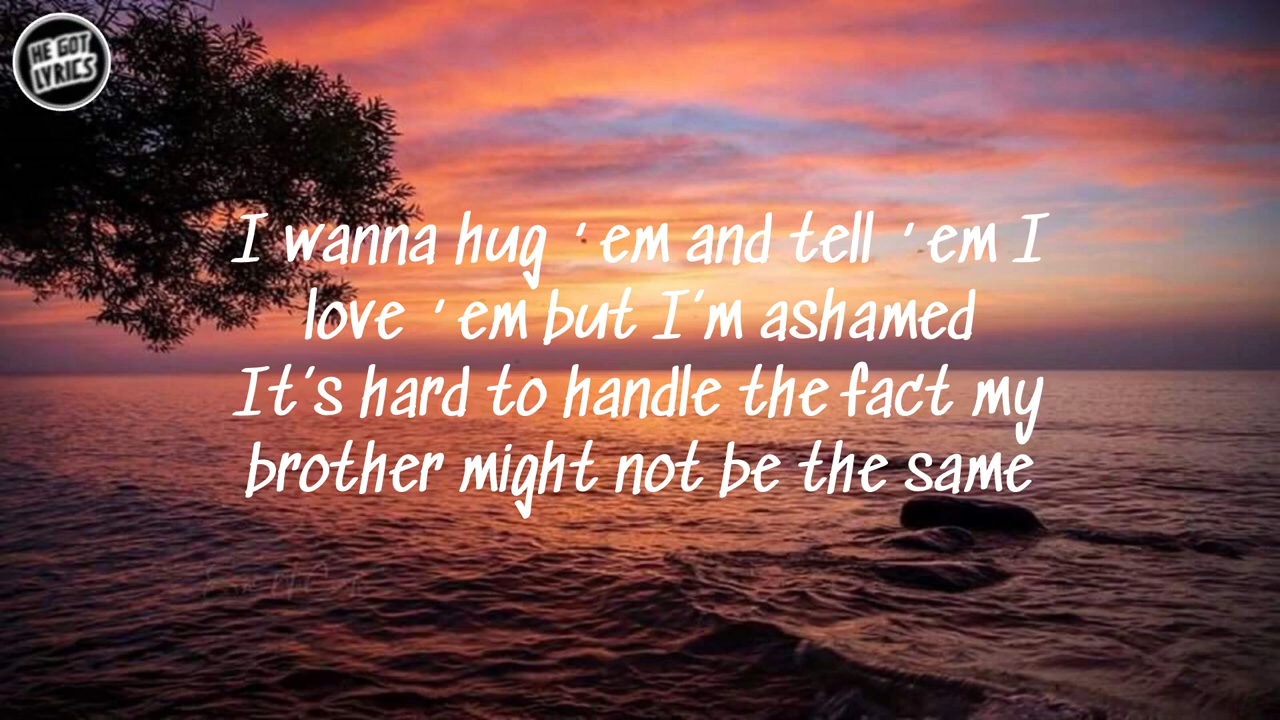 HE GOT
LYRICS
I wanna hug 'em and tell 'em I
love 'em but I'm ashamed
It's hard to handle the fact my
brother might not be the same